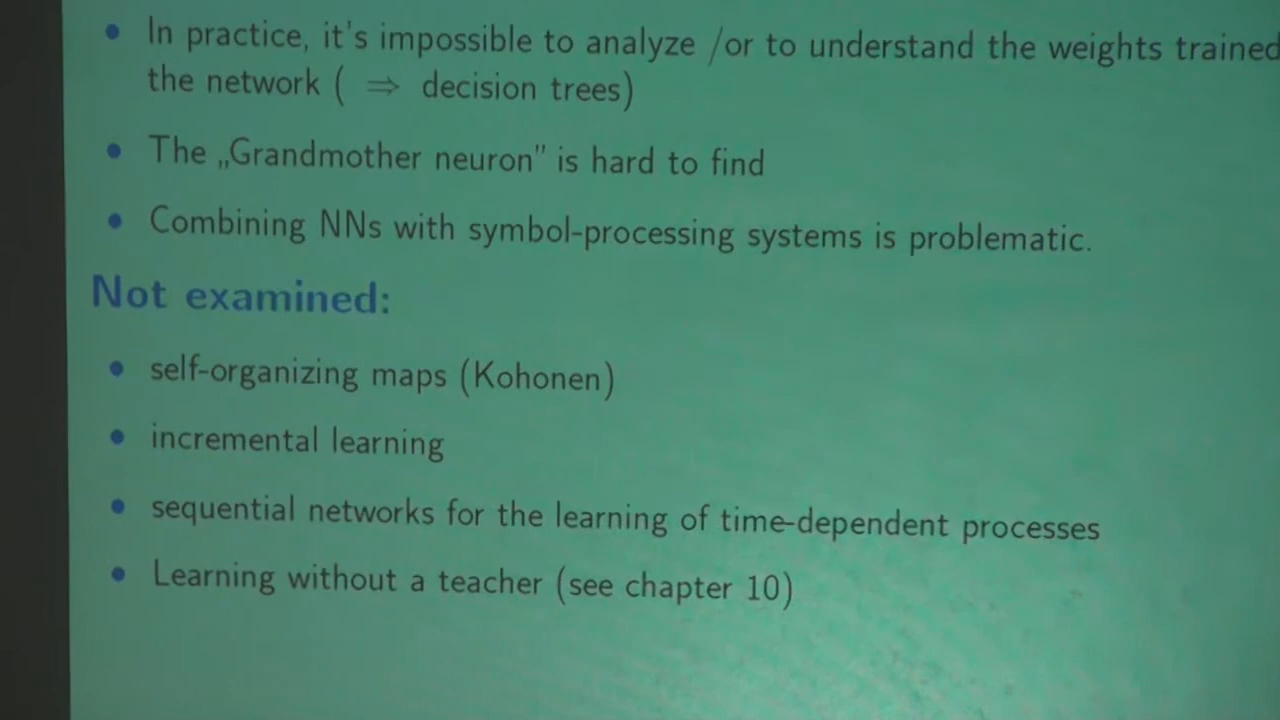 • In practice, it's impossible to analyze /or to understand the weights trained
the network ( ⇒ decision trees)
• The „Grandmother neuron” is hard to find
• Combining NNs with symbol-processing systems is problematic.
Not examined:
• self-organizing maps (Kohonen)
• incremental learning
• sequential networks for the learning of time-dependent processes
• Learning without a teacher (see chapter 10)